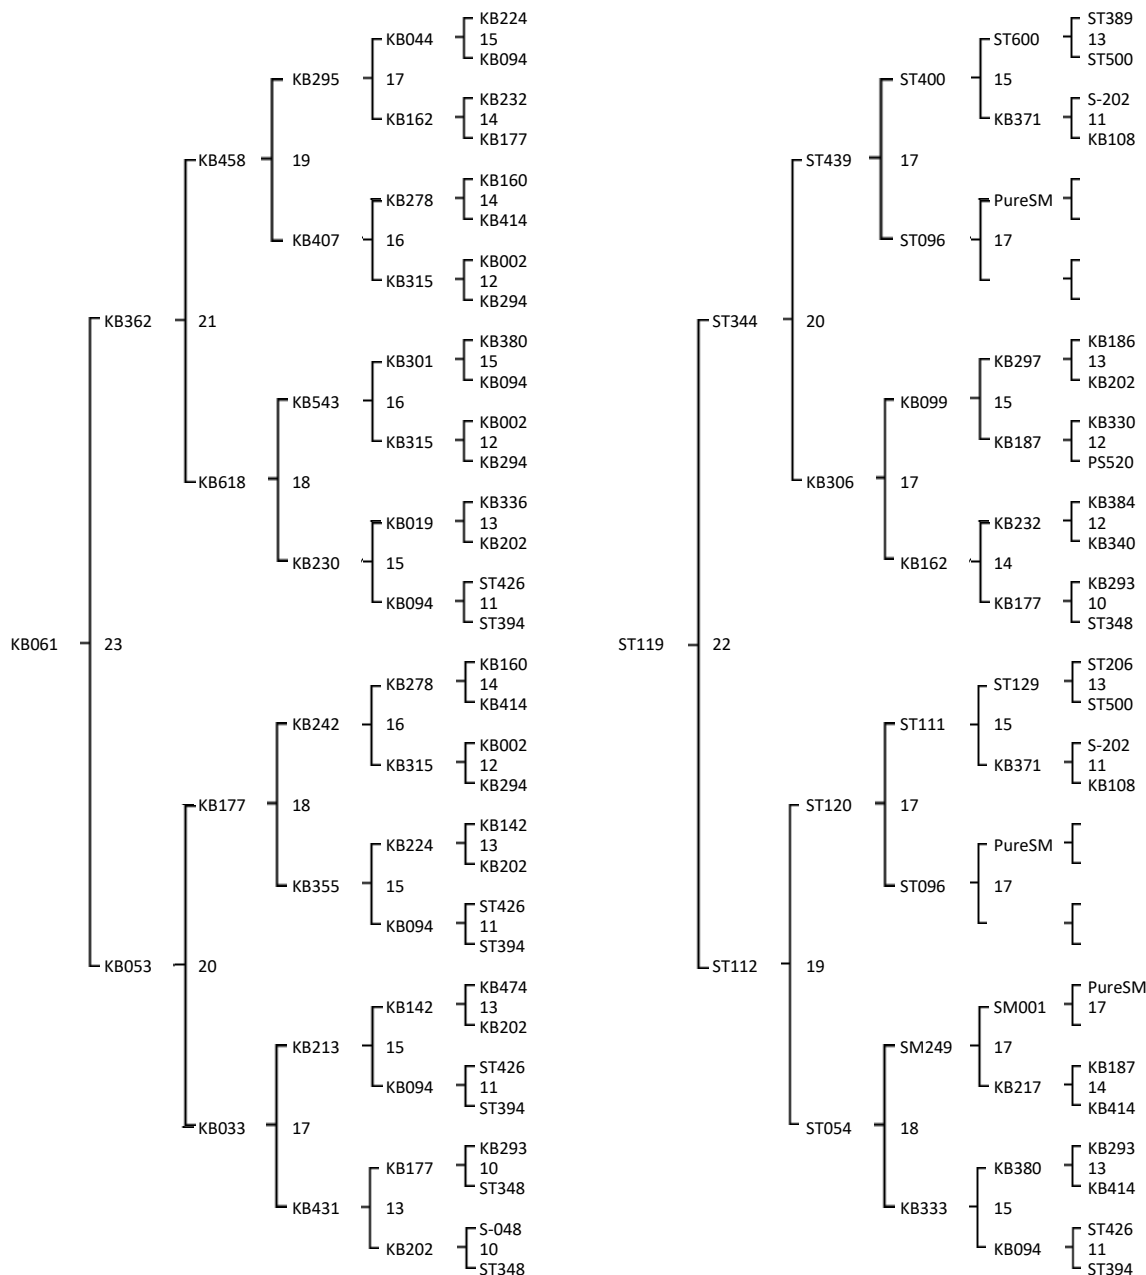 KB224
KB044 15
KB094
KB295 17
KB232
KB162 14
KB177
KB458 19
KB160
KB278 14
KB414
KB407 16
KB002
KB315 12
KB294
KB362 21
KB380
KB301 15
KB094
KB543 16
KB002
KB315 12
KB294
KB618 18
KB336
KB019 13
KB202
KB230 15
ST426
KB094 11
ST394
KB061 23
KB160
KB278 14
KB414
KB242 16
KB002
KB315 12
KB294
KB177 18
KB142
KB224 13
KB202
KB355 15
ST426
KB094 11
ST394
KB053 20
KB474
KB142 13
KB202
KB213 15
ST426
KB094 11
ST394
KB033 17
KB293
KB177 10
ST348
KB431 13
S-048
KB202 10
ST348
ST389
ST600 13
ST500
ST400 15
S-202
KB371 11
KB108
ST439 17
PureSM
ST096 17
ST344 20
KB186
KB297 13
KB202
KB099 15
KB330
KB187 12
PS520
KB306 17
KB384
KB232 12
KB340
KB162 14
KB293
KB177 10
ST348
ST119 22
ST206
ST129 13
ST500
ST111 15
S-202
KB371 11
KB108
ST120 17
PureSM
ST096 17
ST112 19
PureSM
SM001 17
SM249 17
KB187
KB217 14
KB414
ST054 18
KB293
KB380 13
KB414
KB333 15
ST426
KB094 11
ST394